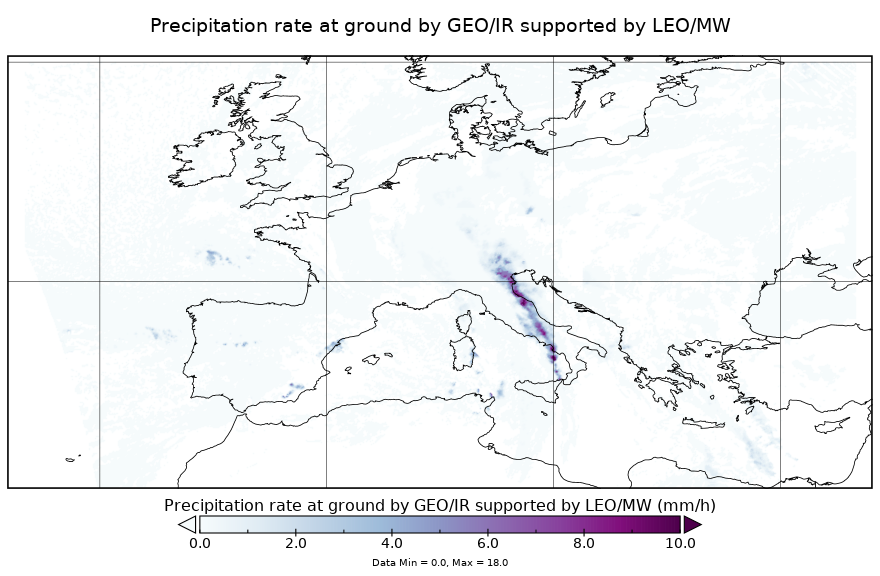 Precipitation rate at ground by GEO/IR supported by LEO/MW
Precipitation rate at ground by GEO/IR supported by LEO/MW (mm/h)
0.0 2.0 4.0 6.0 8.0 10.0
Data Min = 0.0, Max = 18.0